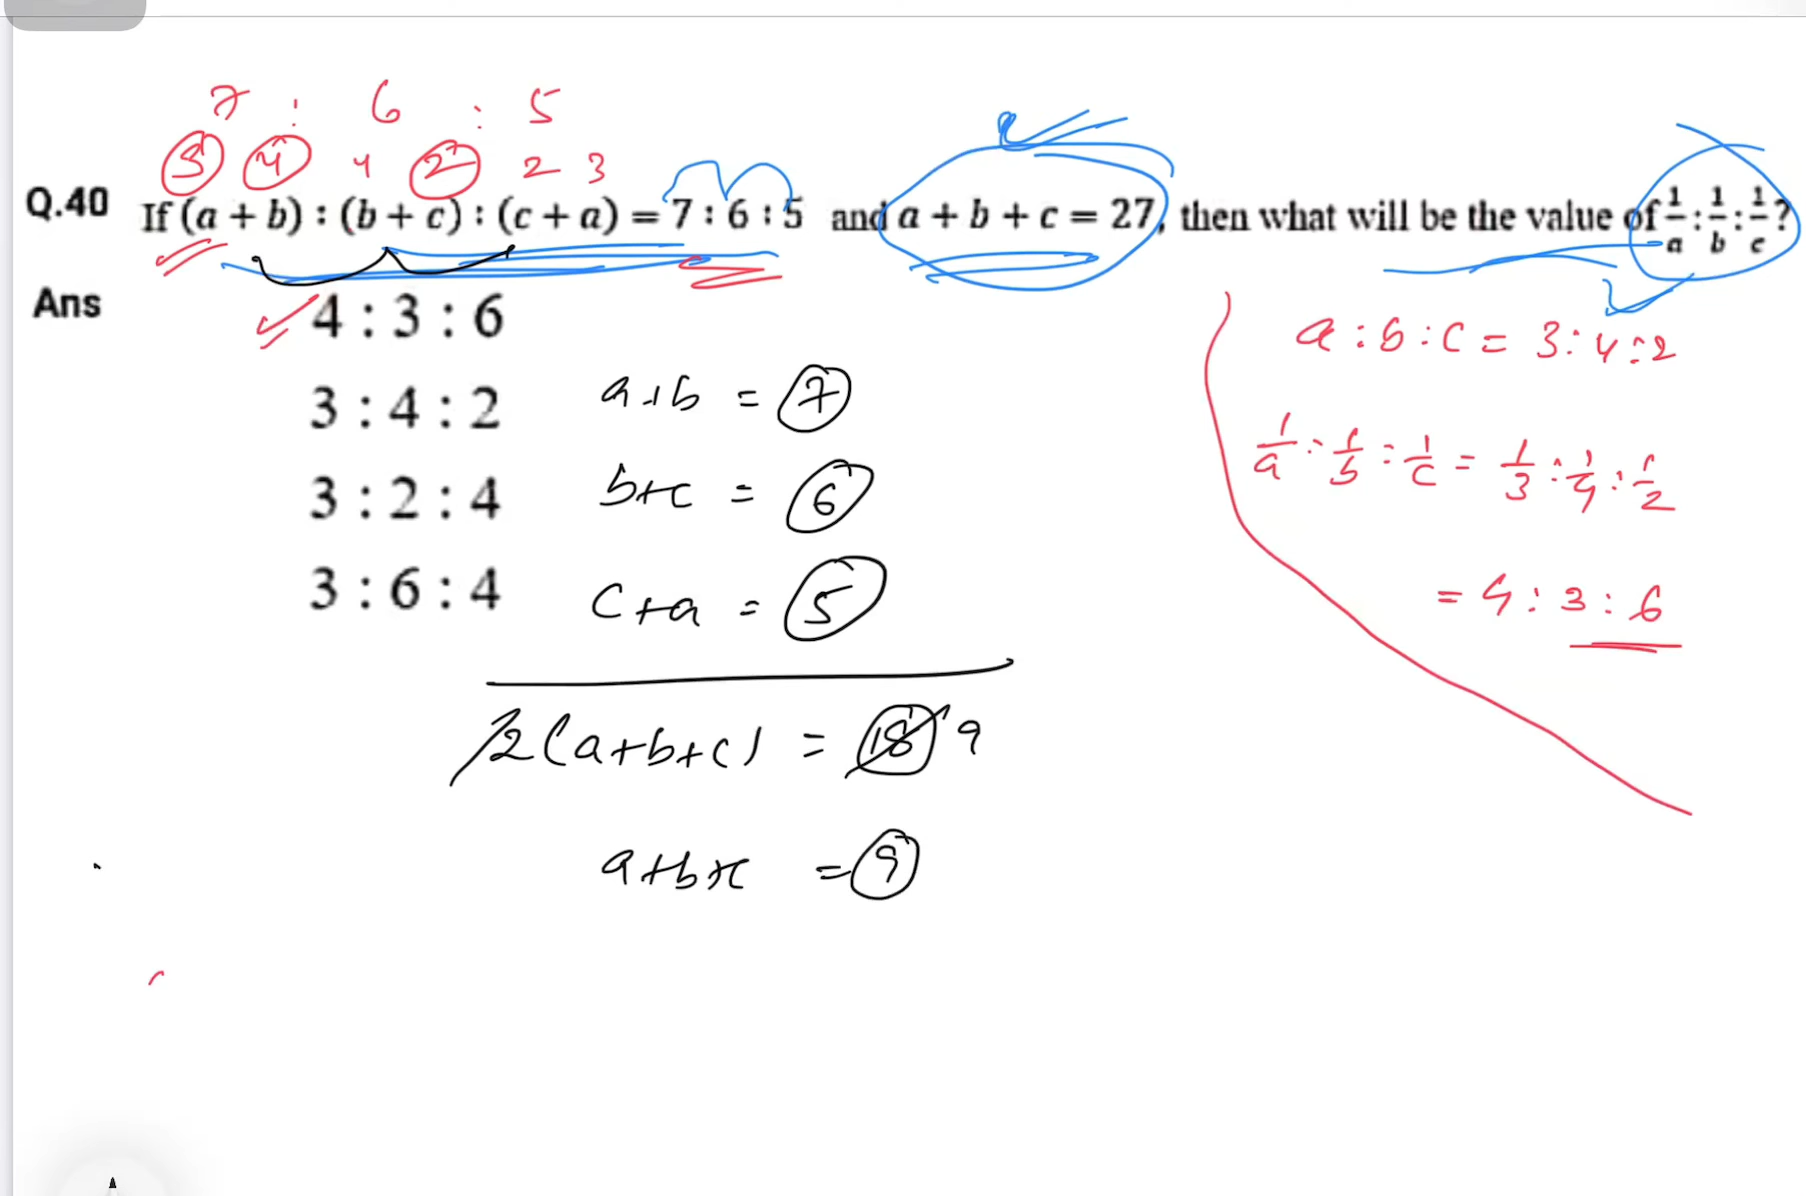 7 : 6 : 5
3 4 4 2 2 3
Q.40 If (a + b) : (b + c) : (c + a) = 7 : 6 : 5 and a + b + c = 27, then what will be the value of 1/a : 1/b : 1/c ?
Ans
4 : 3 : 6
3 : 4 : 2
3 : 2 : 4
3 : 6 : 4
a+b = 7
b+c = 6
c+a = 5
2(a+b+c) = 18 9
a+b+c = 9
a : b : c = 3 : 4 : 2
1/a : 1/b : 1/c = 1/3 : 1/4 : 1/2
= 4 : 3 : 6